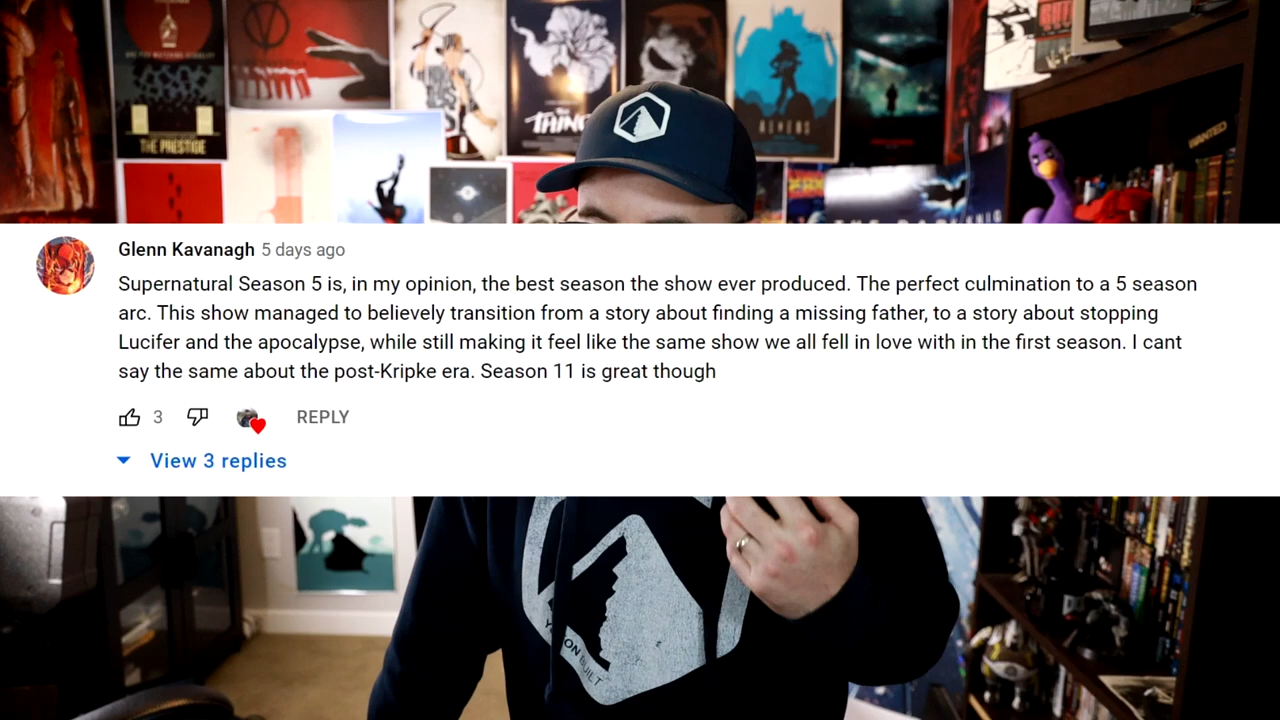 THE PRESTIGE
THE THING
ALIENS
WANTED
Glenn Kavanagh 5 days ago
Supernatural Season 5 is, in my opinion, the best season the show ever produced. The perfect culmination to a 5 season
arc. This show managed to believely transition from a story about finding a missing father, to a story about stopping
Lucifer and the apocalypse, while still making it feel like the same show we all fell in love with in the first season. I cant
say the same about the post-Kripke era. Season 11 is great though
3
REPLY
View 3 replies
BUILT